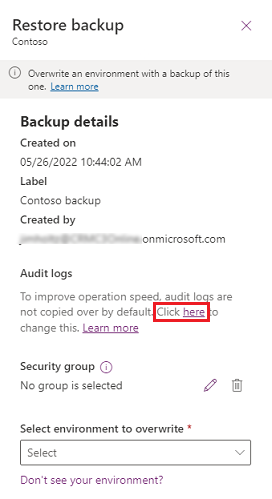 Restore backup
Contoso
Overwrite an environment with a backup of this
one. Learn more
Backup details
Created on
05/26/2022 10:44:02 AM
Label
Contoso backup
Created by
.onmicrosoft.com
Audit logs
To improve operation speed, audit logs are
not copied over by default. Click here to
change this. Learn more
Security group
No group is selected
Select environment to overwrite *
Select
Don't see your environment?